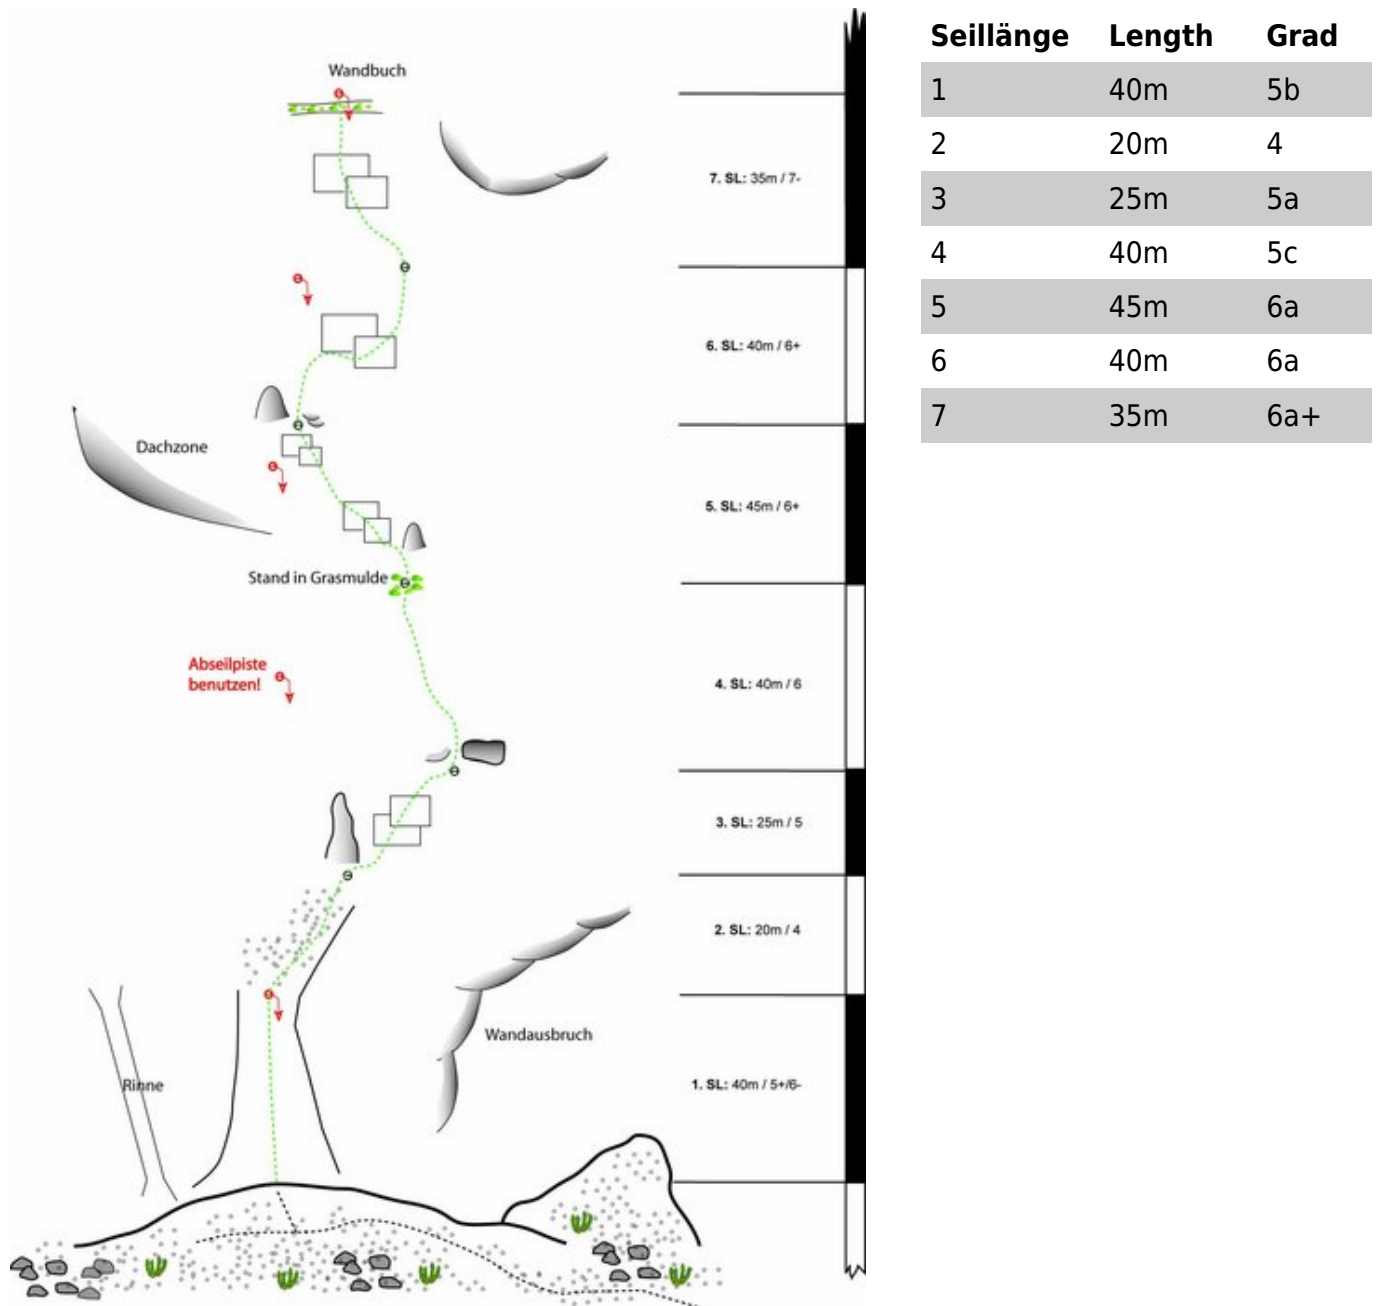 Wandbuch
7. SL: 35m / 7-
6. SL: 40m / 6+
Dachzone
5. SL: 45m / 6+
Stand in Grasmulde
Abseilpiste
benutzen!
4. SL: 40m / 6
3. SL: 25m / 5
2. SL: 20m / 4
Wandausbruch
Rinne
1. SL: 40m / 5+/6-
Seillänge Length Grad
1 40m 5b
2 20m 4
3 25m 5a
4 40m 5c
5 45m 6a
6 40m 6a
7 35m 6a+